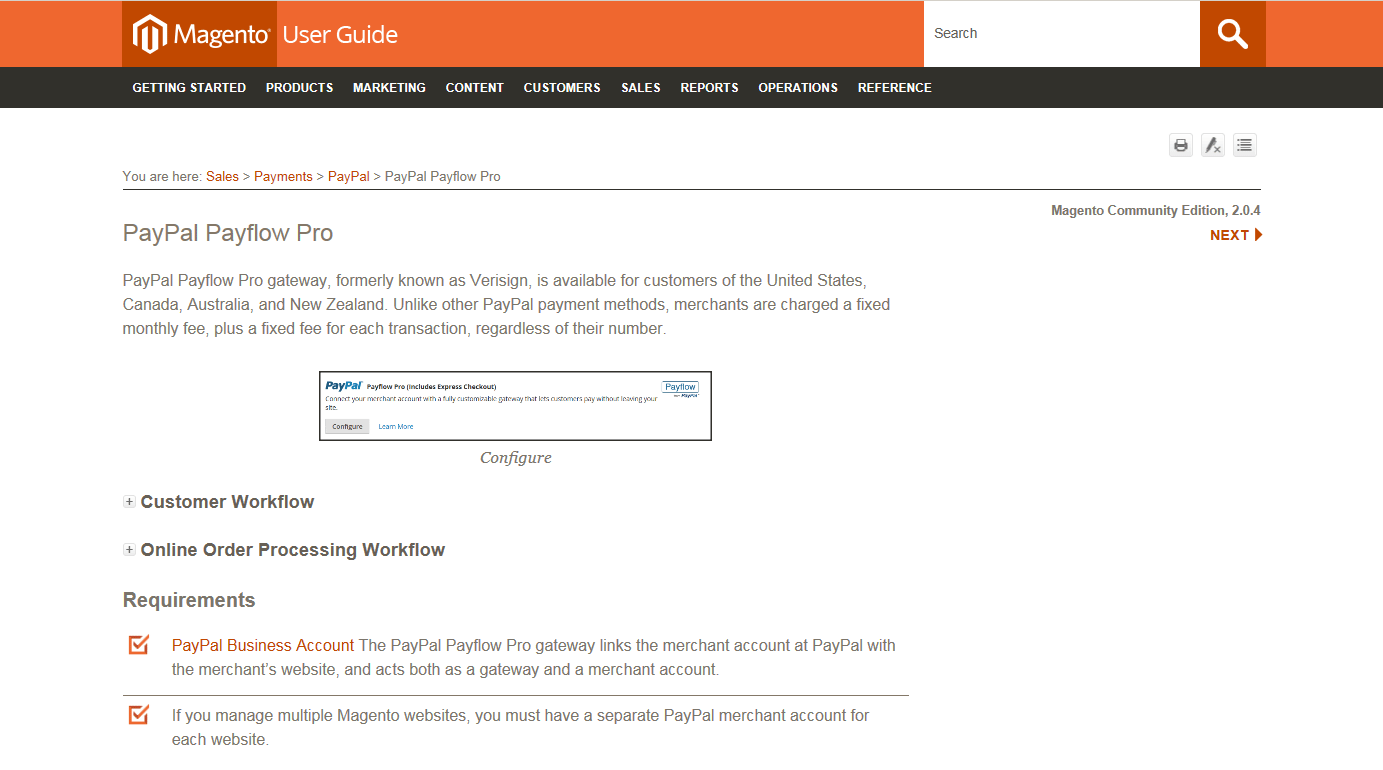 Magento® User Guide
Search
GETTING STARTED PRODUCTS MARKETING CONTENT CUSTOMERS SALES REPORTS OPERATIONS REFERENCE
You are here: Sales > Payments > PayPal > PayPal Payflow Pro
Magento Community Edition, 2.0.4
NEXT
PayPal Payflow Pro
PayPal Payflow Pro gateway, formerly known as Verisign, is available for customers of the United States,
Canada, Australia, and New Zealand. Unlike other PayPal payment methods, merchants are charged a fixed
monthly fee, plus a fixed fee for each transaction, regardless of their number.
PayPal Payflow Pro (Includes Express Checkout)
Payflow
PayPal
Connect your merchant account with a fully customizable gateway that lets customers pay without leaving your
site.
Configure Learn More
Configure
Customer Workflow
Online Order Processing Workflow
Requirements
PayPal Business Account The PayPal Payflow Pro gateway links the merchant account at PayPal with
the merchant’s website, and acts both as a gateway and a merchant account.
If you manage multiple Magento websites, you must have a separate PayPal merchant account for
each website.